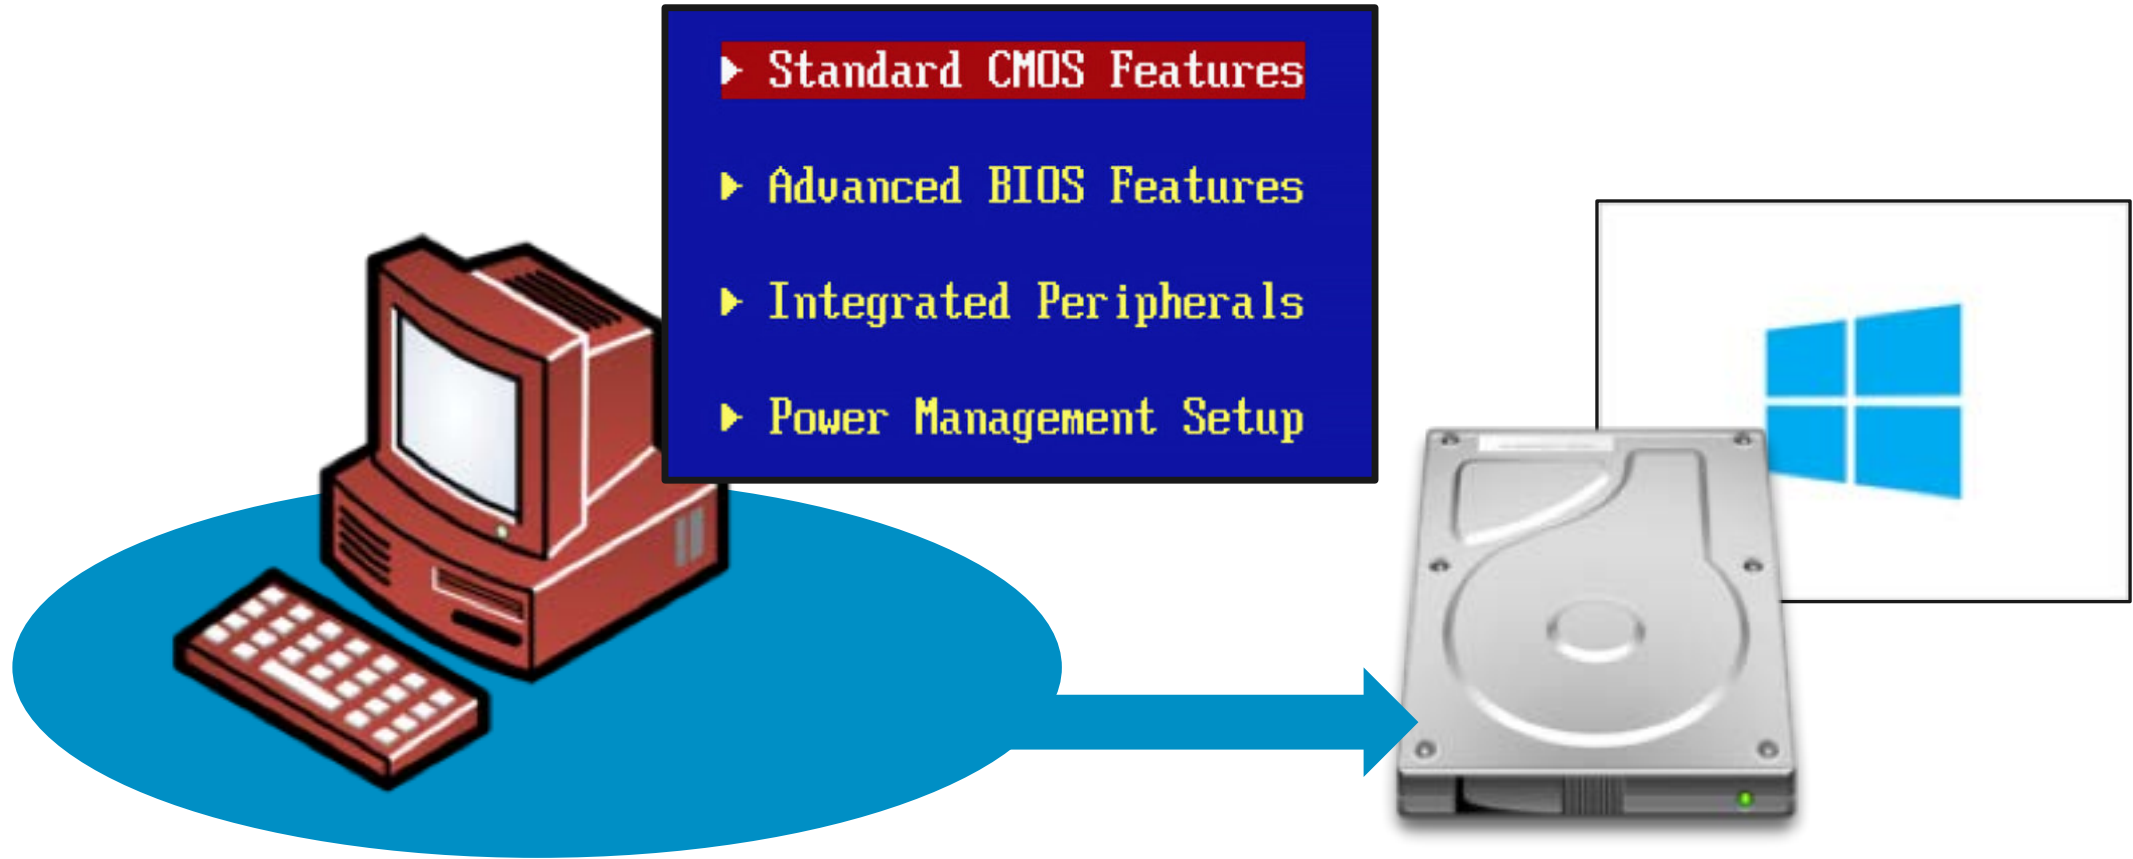 Standard CMOS Features
Advanced BIOS Features
Integrated Peripherals
Power Management Setup